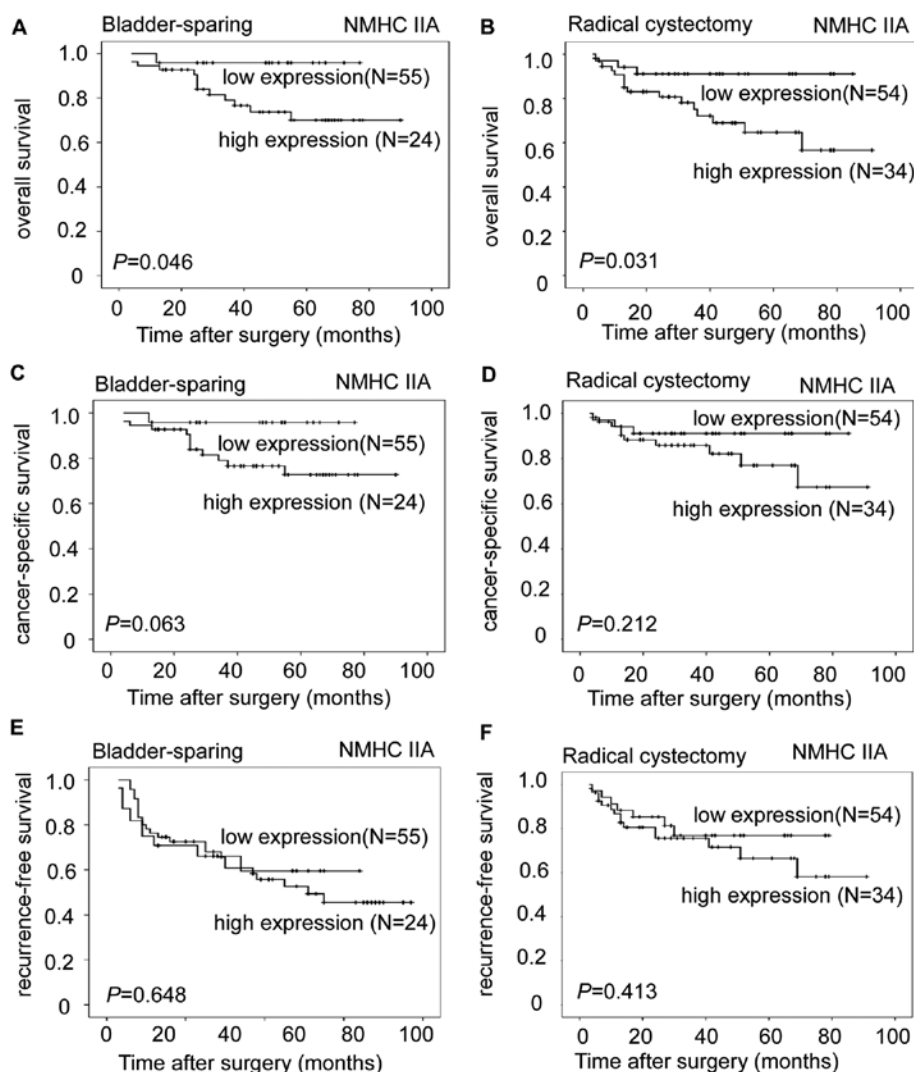 A Bladder-sparing NMHC IIA
overall survival
1.0
0.8
0.6
0.4
0.2
0
low expression(N=55)
high expression (N=24)
P=0.046
0 20 40 60 80 100
Time after surgery (months)
B Radical cystectomy NMHC IIA
overall survival
1.0
0.8
0.6
0.4
0.2
0
low expression(N=54)
high expression (N=34)
P=0.031
0 20 40 60 80 100
Time after surgery (months)
C Bladder-sparing NMHC IIA
cancer-specific survival
1.0
0.8
0.6
0.4
0.2
0
low expression(N=55)
high expression (N=24)
P=0.063
0 20 40 60 80 100
Time after surgery (months)
D Radical cystectomy NMHC IIA
cancer-specific survival
1.0
0.8
0.6
0.4
0.2
0
low expression(N=54)
high expression (N=34)
P=0.212
0 20 40 60 80 100
Time after surgery (months)
E Bladder-sparing NMHC IIA
recurrence-free survival
1.0
0.8
0.6
0.4
0.2
0
low expression (N=55)
high expression (N=24)
P=0.648
0 20 40 60 80 100
Time after surgery (months)
F Radical cystectomy NMHC IIA
recurrence-free survival
1.0
0.8
0.6
0.4
0.2
0
low expression (N=54)
high expression (N=34)
P=0.413
0 20 40 60 80 100
Time after surgery (months)